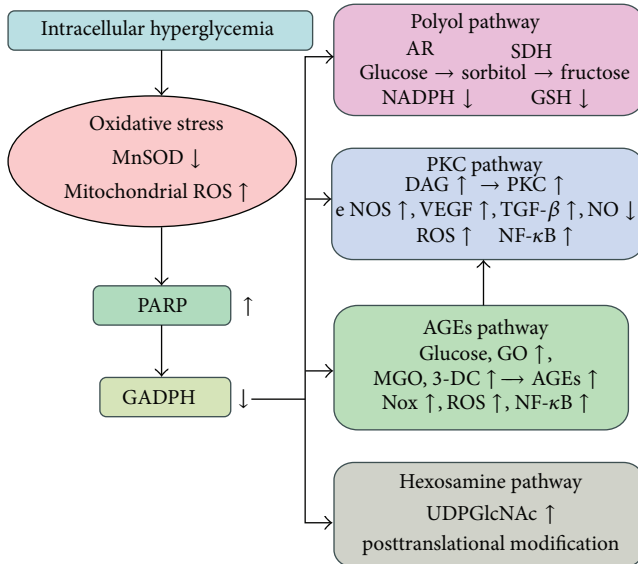 Intracellular hyperglycemia
Oxidative stress
MnSOD ↓
Mitochondrial ROS ↑
PARP ↑
GADPH ↓
Polyol pathway
AR SDH
Glucose → sorbitol → fructose
NADPH ↓ GSH ↓
PKC pathway
DAG ↑ → PKC ↑
e NOS ↑, VEGF ↑, TGF-β ↑, NO ↓
ROS ↑ NF-κB ↑
AGEs pathway
Glucose, GO ↑,
MGO, 3-DC ↑ → AGEs ↑
Nox ↑, ROS ↑, NF-κB ↑
Hexosamine pathway
UDPGlcNAc ↑
posttranslational modification